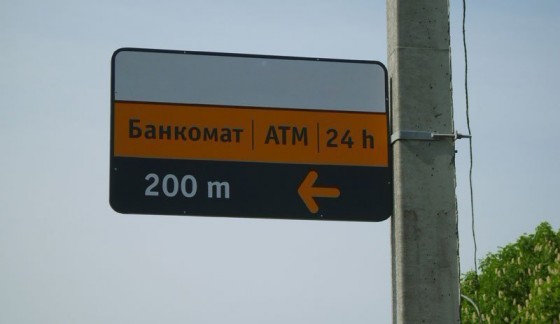 Банкомат | ATM | 24 h
200 m